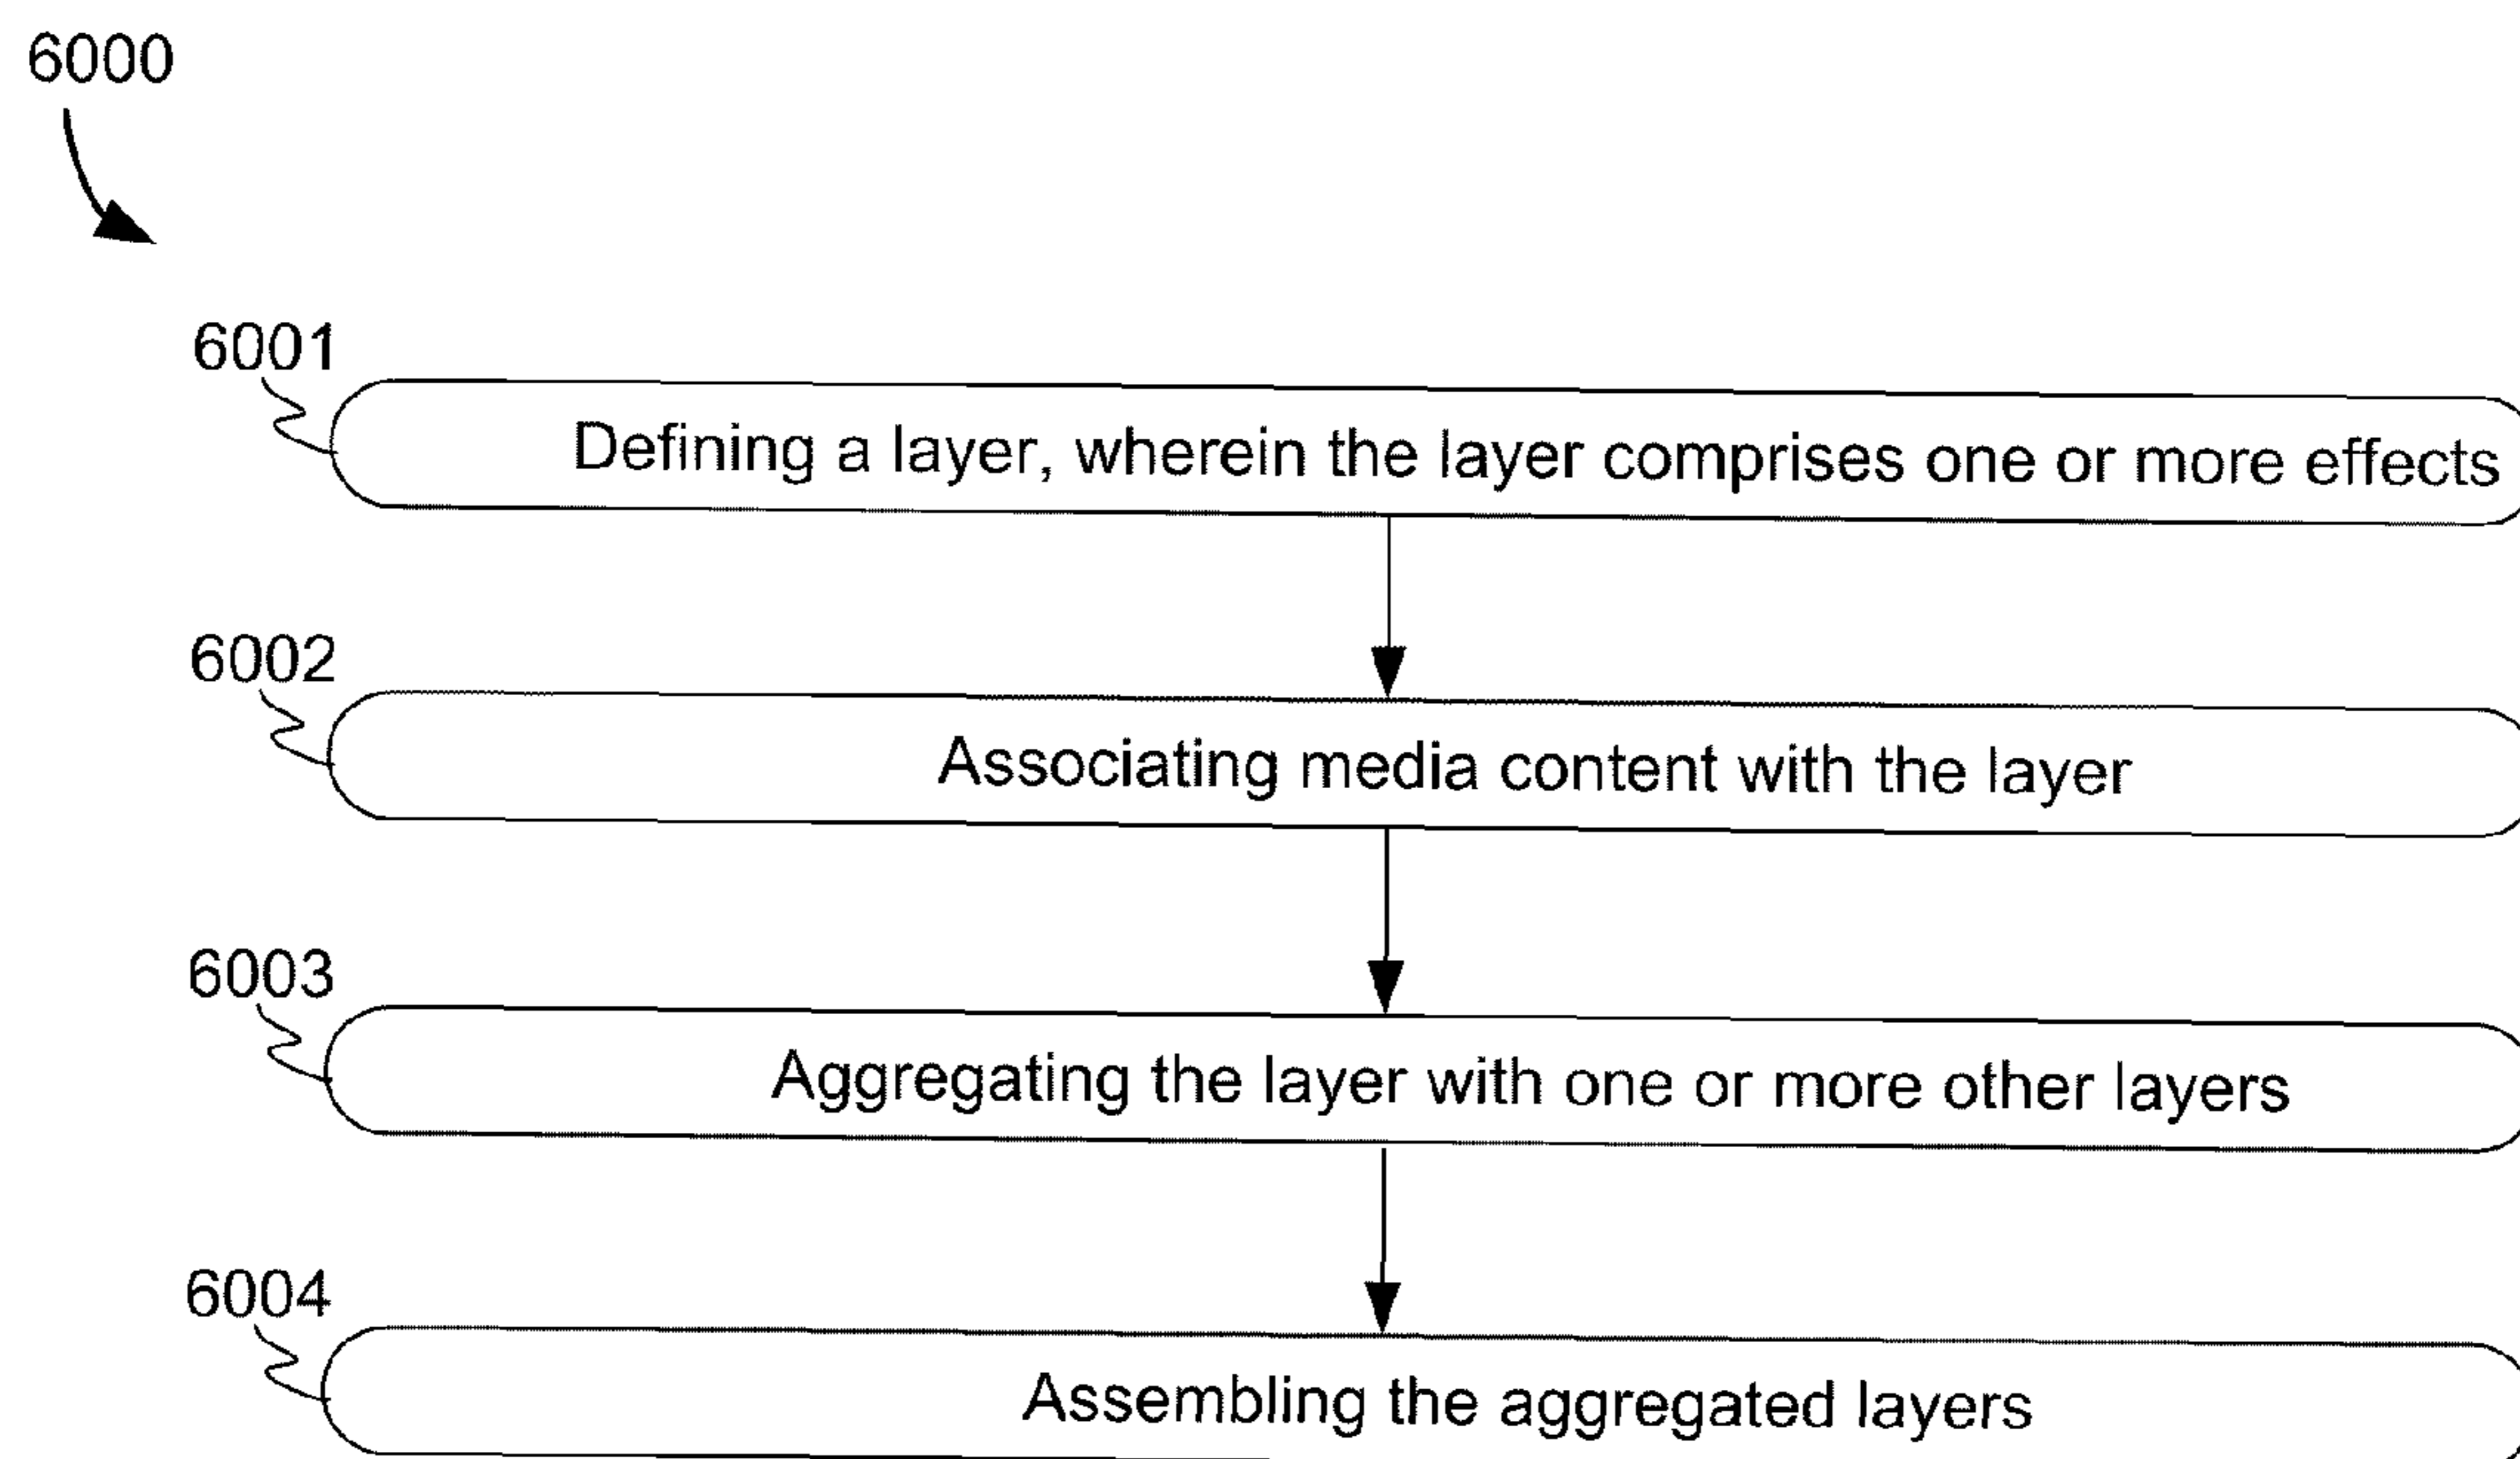 6000
6001
Defining a layer, wherein the layer comprises one or more effects
6002
Associating media content with the layer
6003
Aggregating the layer with one or more other layers
6004
Assembling the aggregated layers